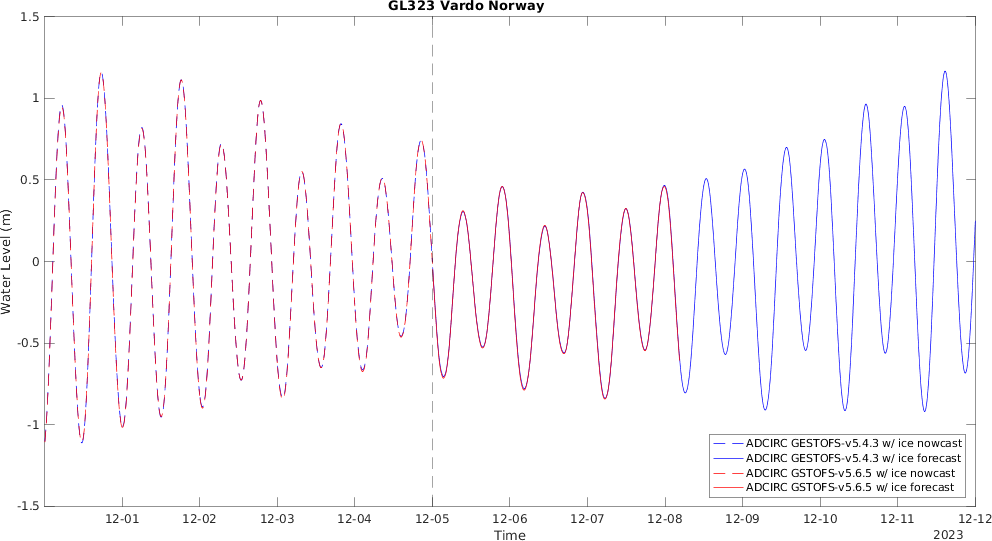 GL323 Vardo Norway
1.5
1
0.5
0
-0.5
-1
-1.5
Water Level (m)
ADCIRC GESTOFS-v5.4.3 w/ ice nowcast
ADCIRC GESTOFS-v5.4.3 w/ ice forecast
ADCIRC GSTOFS-v5.6.5 w/ ice nowcast
ADCIRC GSTOFS-v5.6.5 w/ ice forecast
12-01 12-02 12-03 12-04 12-05 12-06 12-07 12-08 12-09 12-10 12-11 12-12
Time
2023